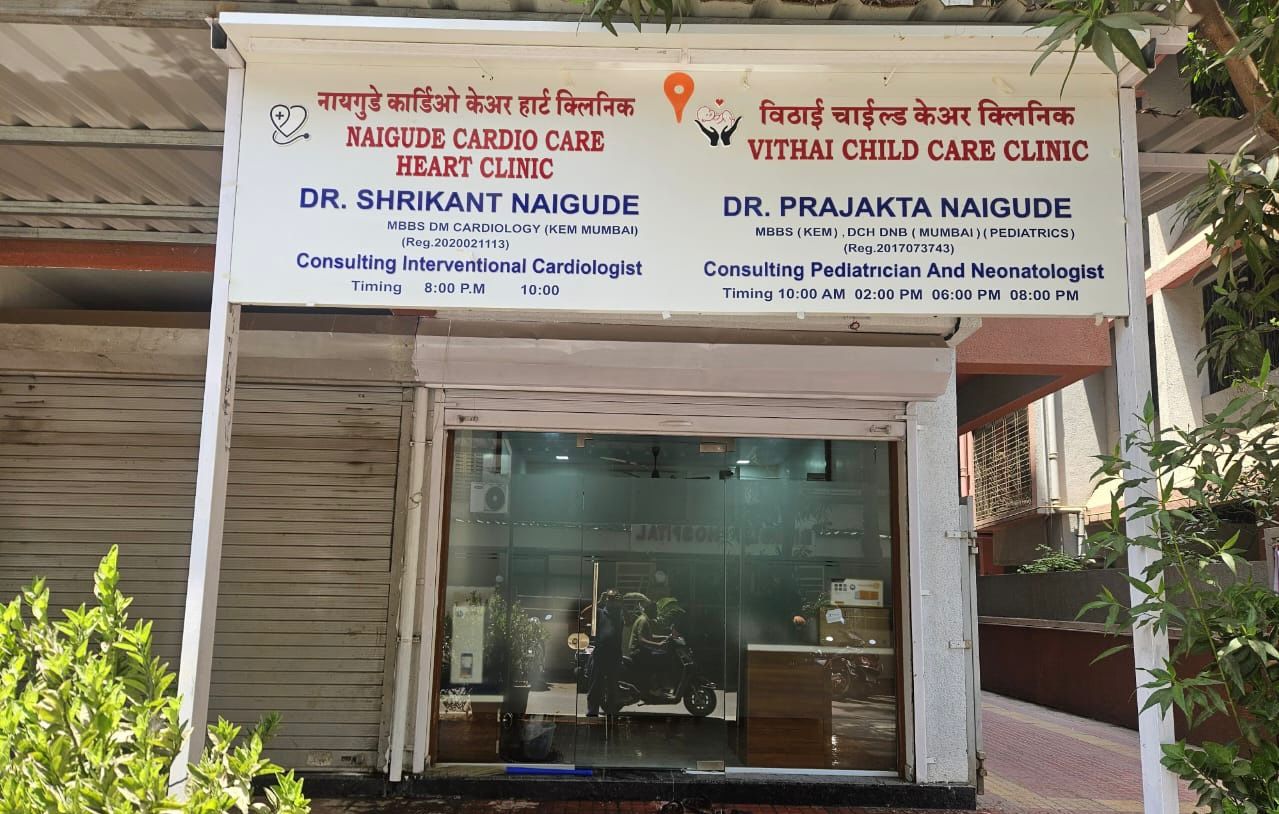 नायगुडे कार्डिओ केअर हार्ट क्लिनिक
NAIGUDE CARDIO CARE
HEART CLINIC
DR. SHRIKANT NAIGUDE
MBBS DM CARDIOLOGY (KEM MUMBAI)
(Reg.2020021113)
Consulting Interventional Cardiologist
Timing 8:00 P.M 10:00
विठाई चाईल्ड केअर क्लिनिक
VITHAI CHILD CARE CLINIC
DR. PRAJAKTA NAIGUDE
MBBS ( KEM ) , DCH DNB ( MUMBAI ) ( PEDIATRICS )
(Reg.2017073743)
Consulting Pediatrician And Neonatologist
Timing 10:00 AM 02:00 PM 06:00 PM 08:00 PM
HOSPITAL